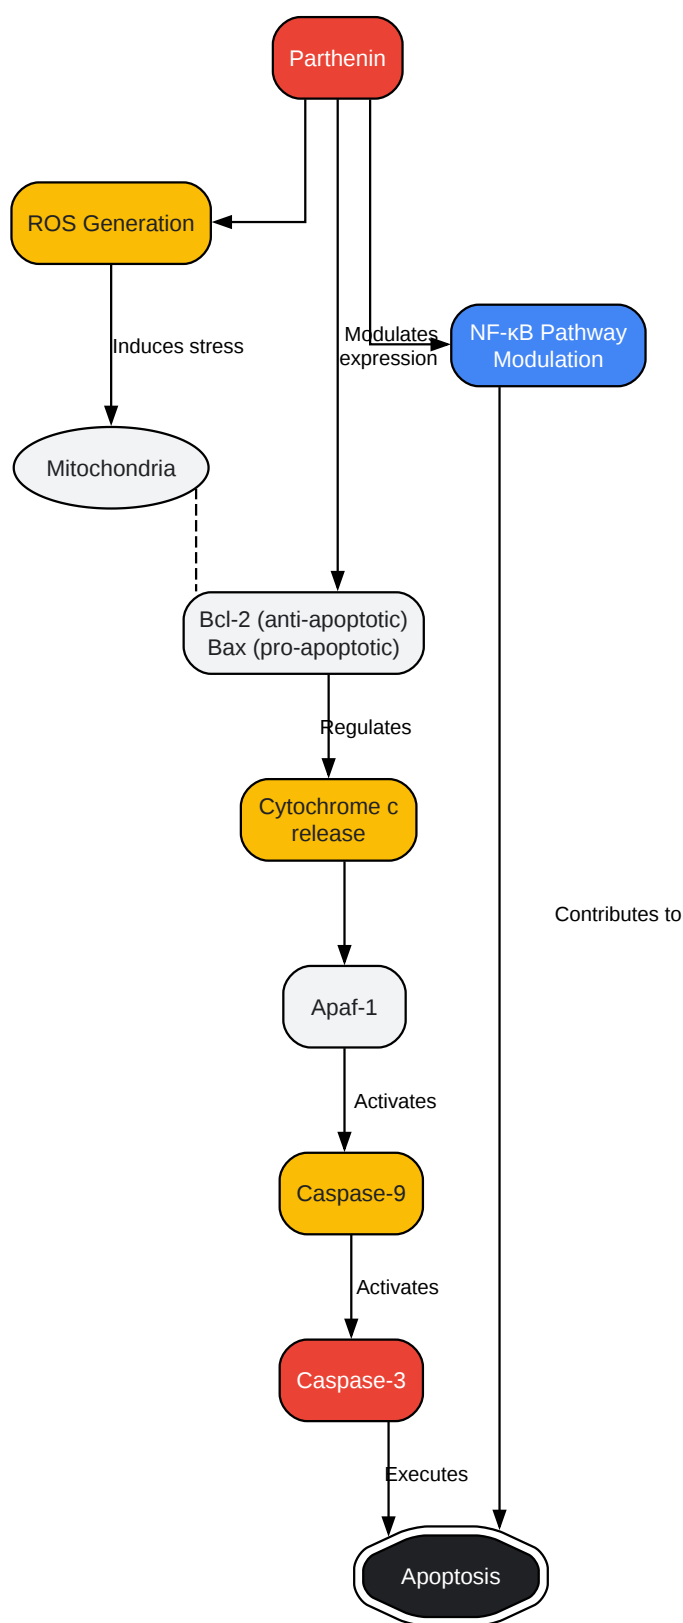 Parthenin
ROS Generation
Induces stress
Modulates
expression
NF-κB Pathway
Modulation
Mitochondria
Bcl-2 (anti-apoptotic)
Bax (pro-apoptotic)
Regulates
Cytochrome c
release
Contributes to
Apaf-1
Activates
Caspase-9
Activates
Caspase-3
Executes
Apoptosis